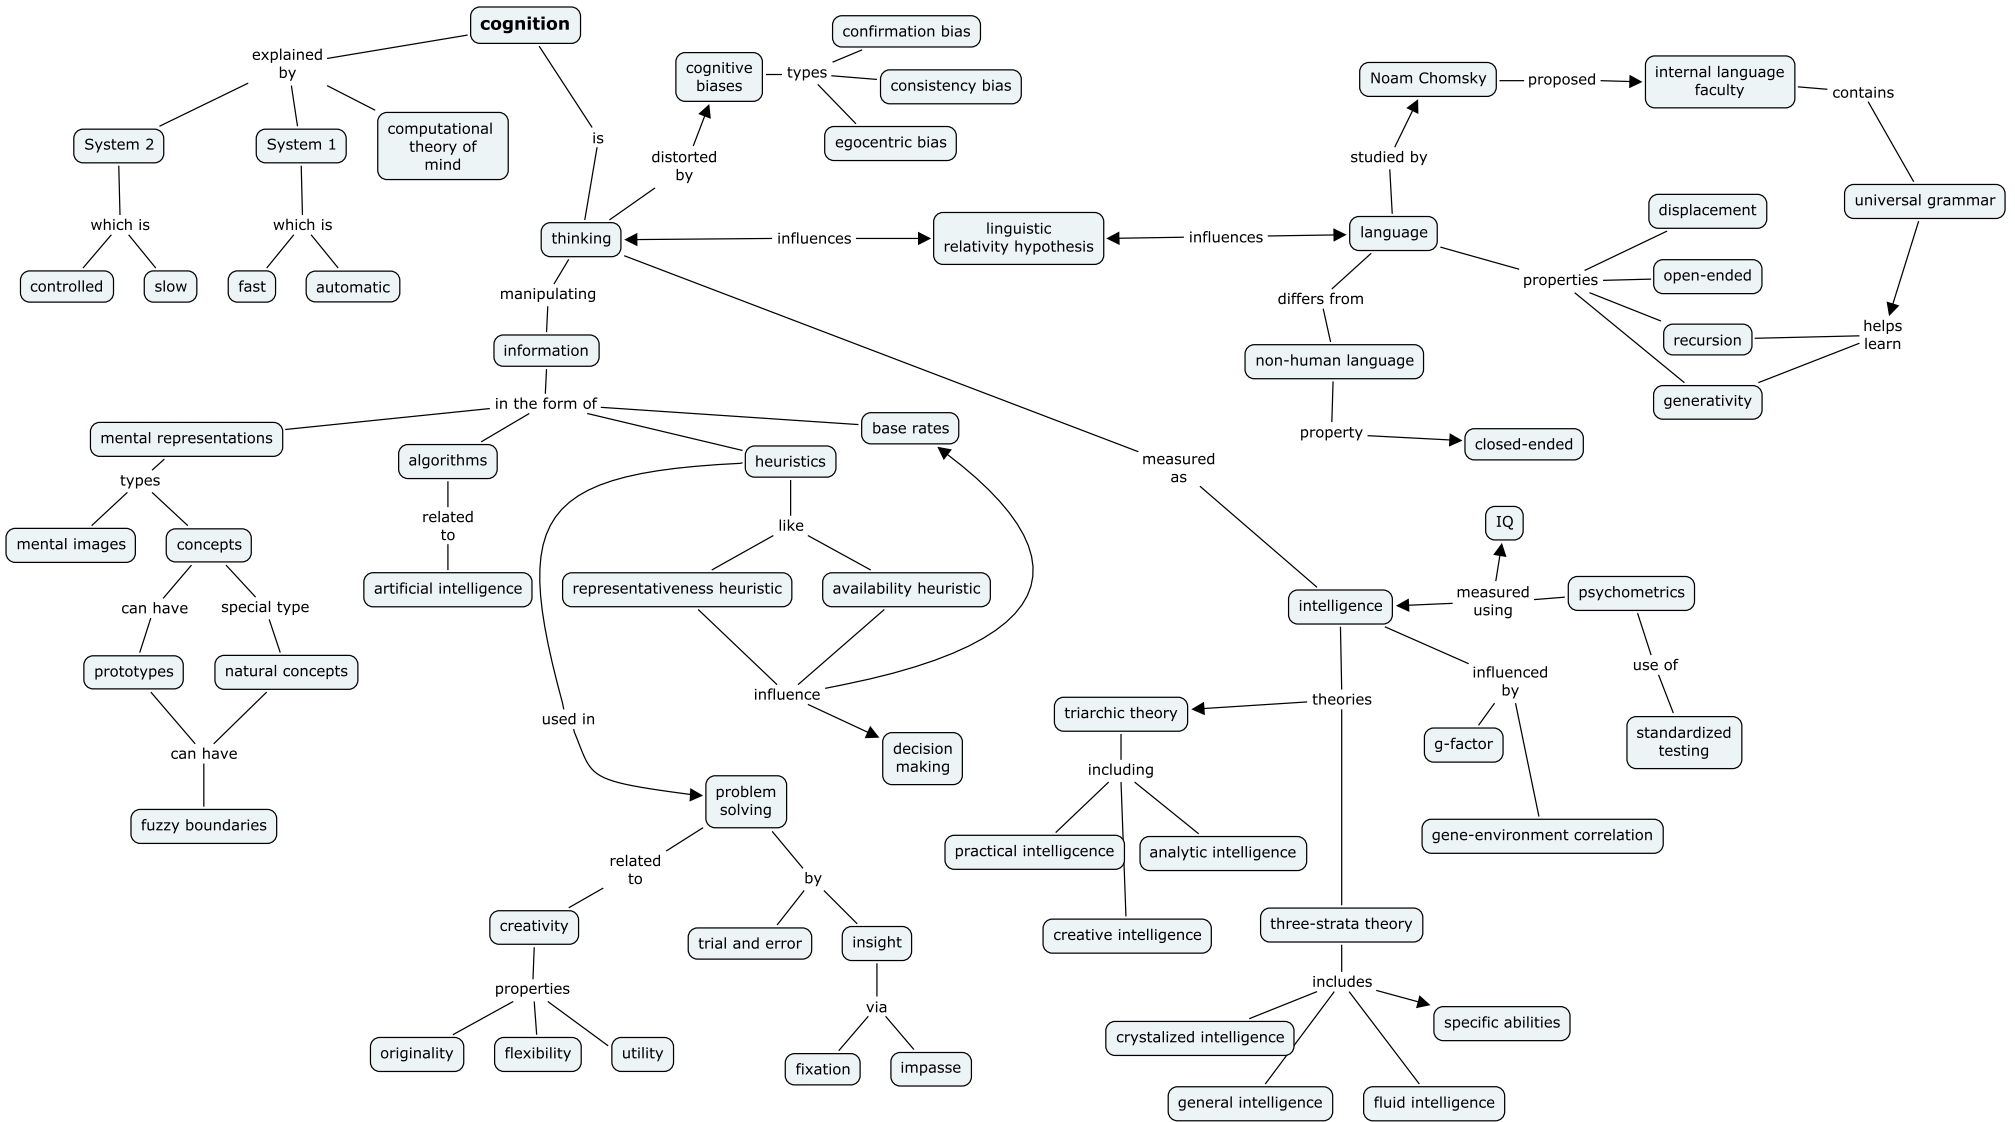 cognition
explained
by
System 2
System 1
computational
theory of
mind
which is
which is
controlled
slow
fast
automatic
is
cognitive
biases
types
confirmation bias
consistency bias
egocentric bias
distorted
by
thinking
influences
linguistic
relativity hypothesis
influences
language
studied by
Noam Chomsky
proposed
internal language
faculty
contains
universal grammar
helps
learn
properties
displacement
open-ended
recursion
generativity
differs from
non-human language
property
closed-ended
manipulating
information
in the form of
mental representations
types
mental images
concepts
can have
special type
prototypes
natural concepts
can have
fuzzy boundaries
algorithms
related
to
artificial intelligence
heuristics
base rates
like
representativeness heuristic
availability heuristic
influence
decision
making
used in
problem
solving
related
to
creativity
properties
originality
flexibility
utility
by
trial and error
insight
via
fixation
impasse
measured
as
intelligence
measured
using
IQ
psychometrics
use of
standardized
testing
influenced
by
g-factor
gene-environment correlation
theories
triarchic theory
including
practical intelligcence
analytic intelligence
creative intelligence
three-strata theory
includes
crystalized intelligence
specific abilities
general intelligence
fluid intelligence